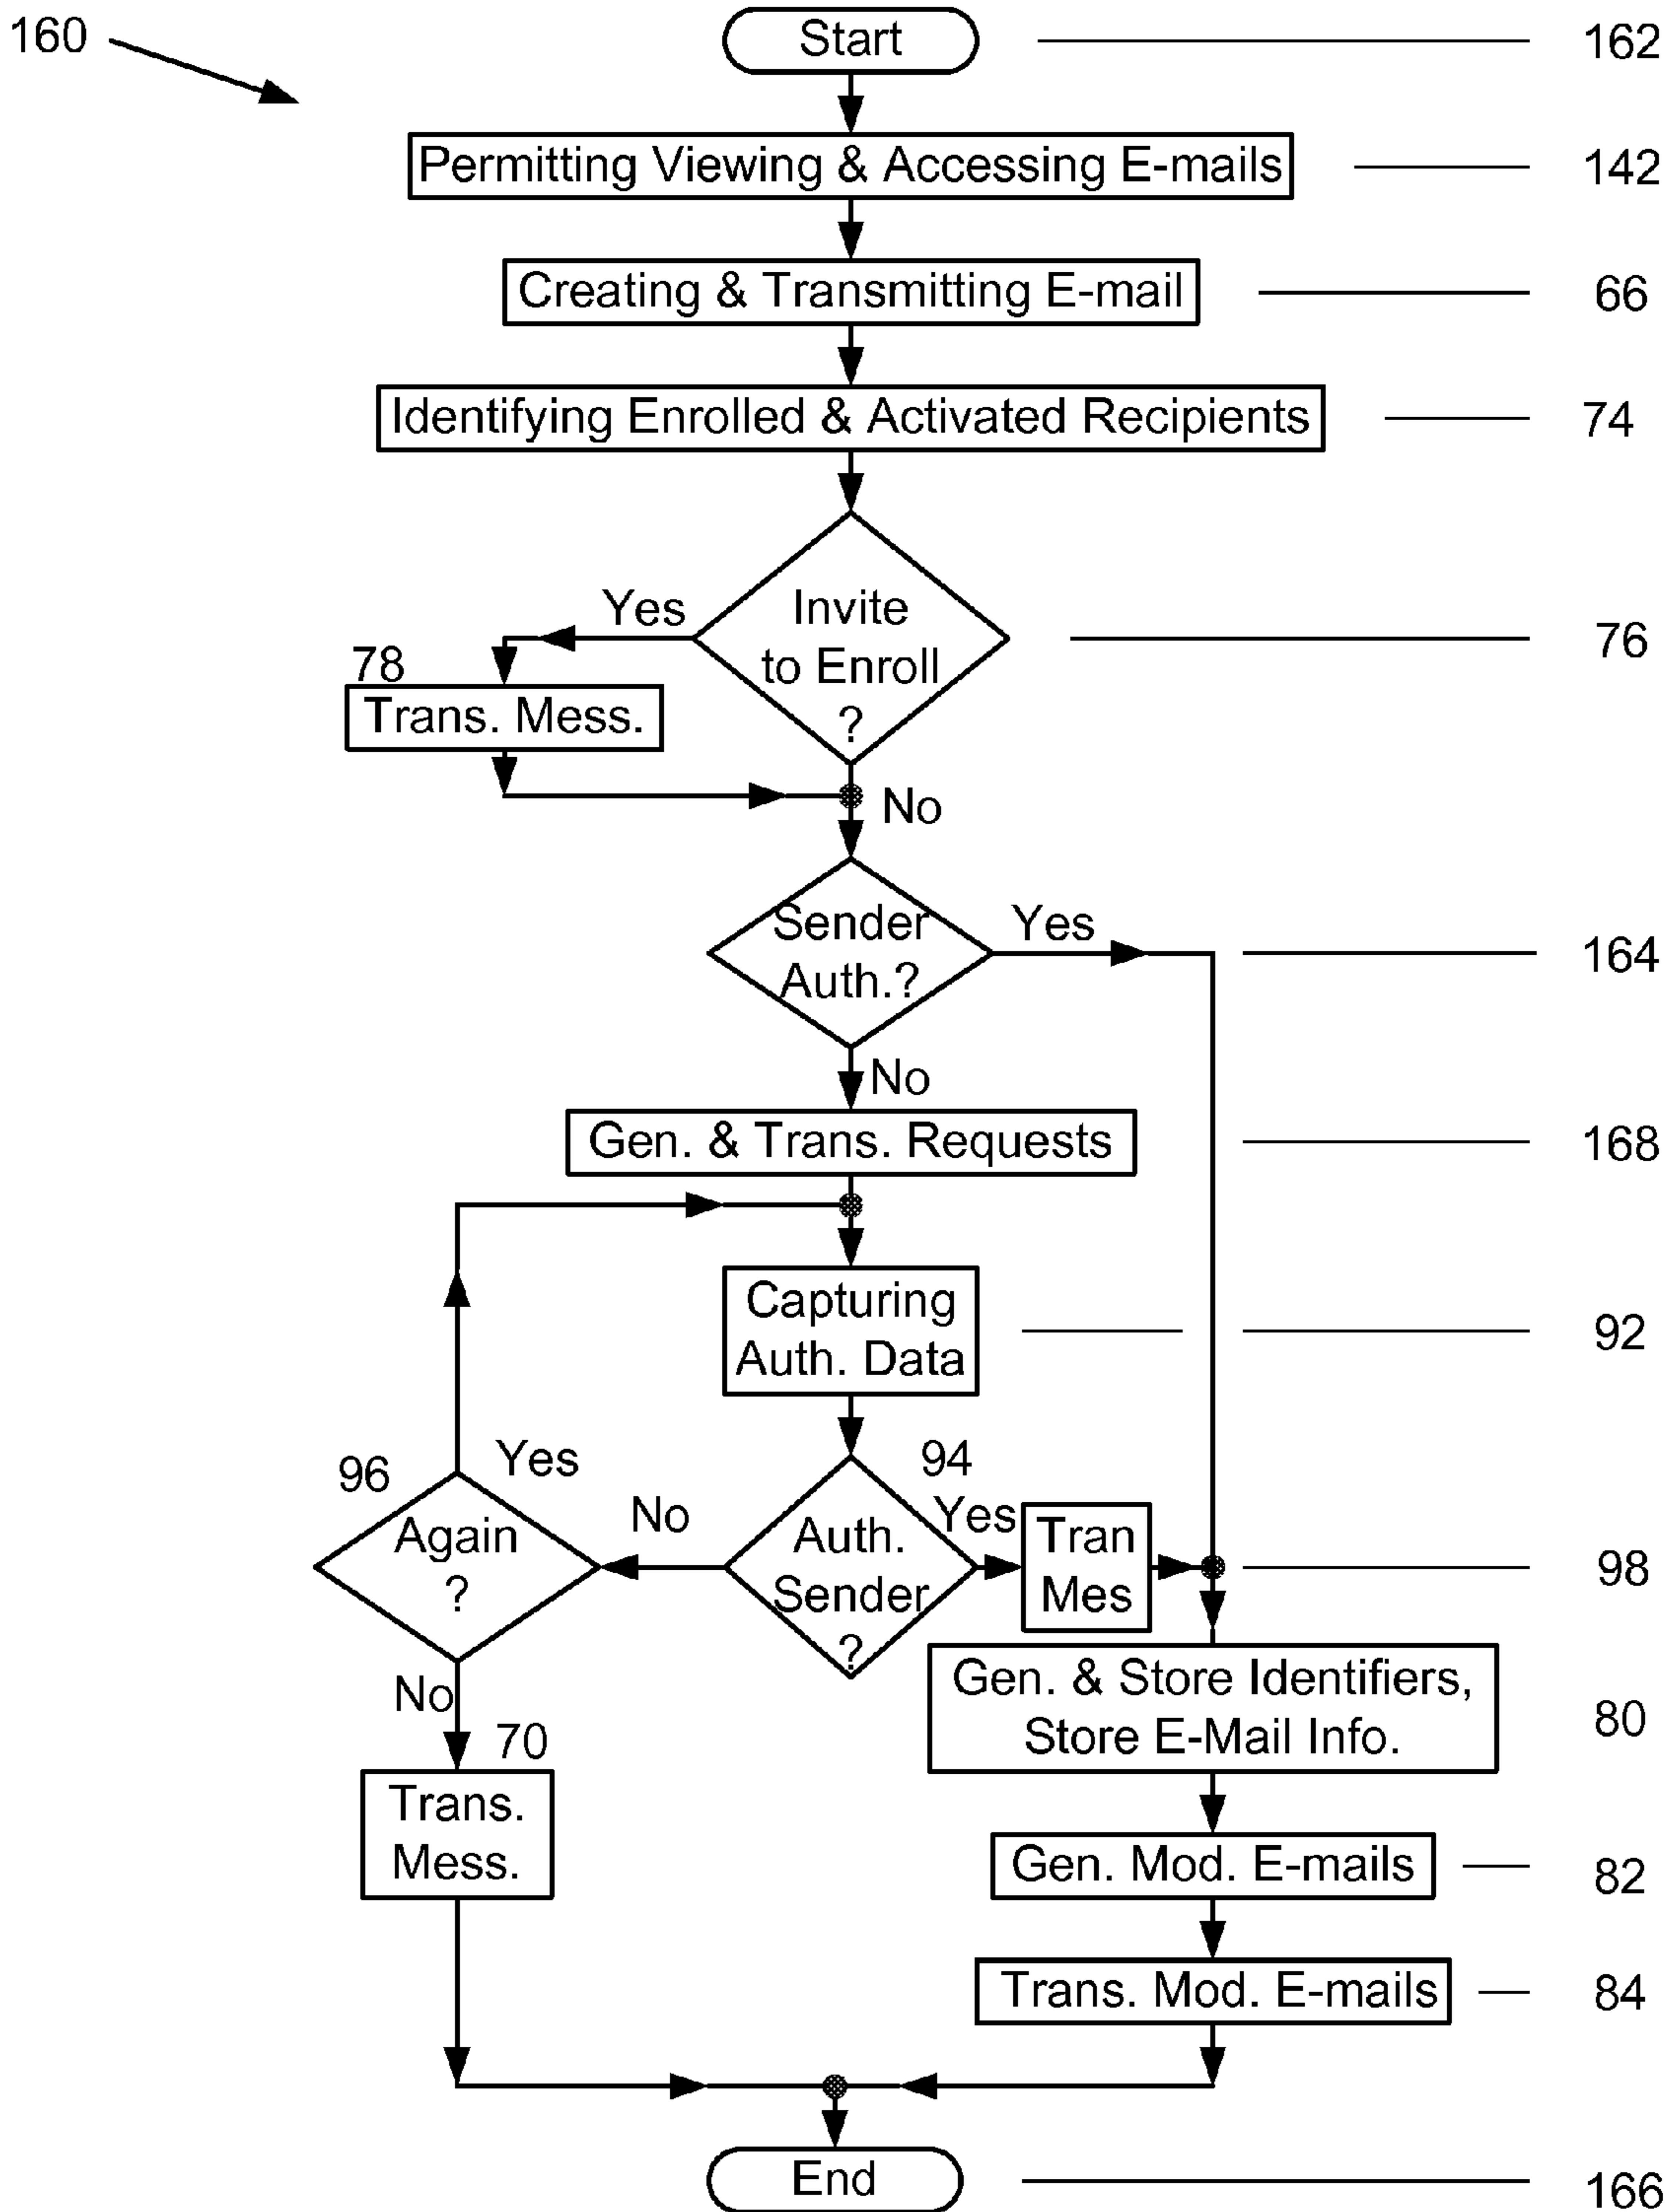 160
Start
162
Permitting Viewing & Accessing E-mails
142
Creating & Transmitting E-mail
66
Identifying Enrolled & Activated Recipients
74
Yes
Invite
to Enroll
?
76
78
Trans. Mess.
No
Sender
Auth.?
Yes
164
No
Gen. & Trans. Requests
168
Capturing
Auth. Data
92
96
Yes
Again
?
No
94
Auth.
Sender
?
Yes
Tran
Mes
98
No
70
Trans.
Mess.
Gen. & Store Identifiers,
Store E-Mail Info.
80
Gen. Mod. E-mails
82
Trans. Mod. E-mails
84
End
166